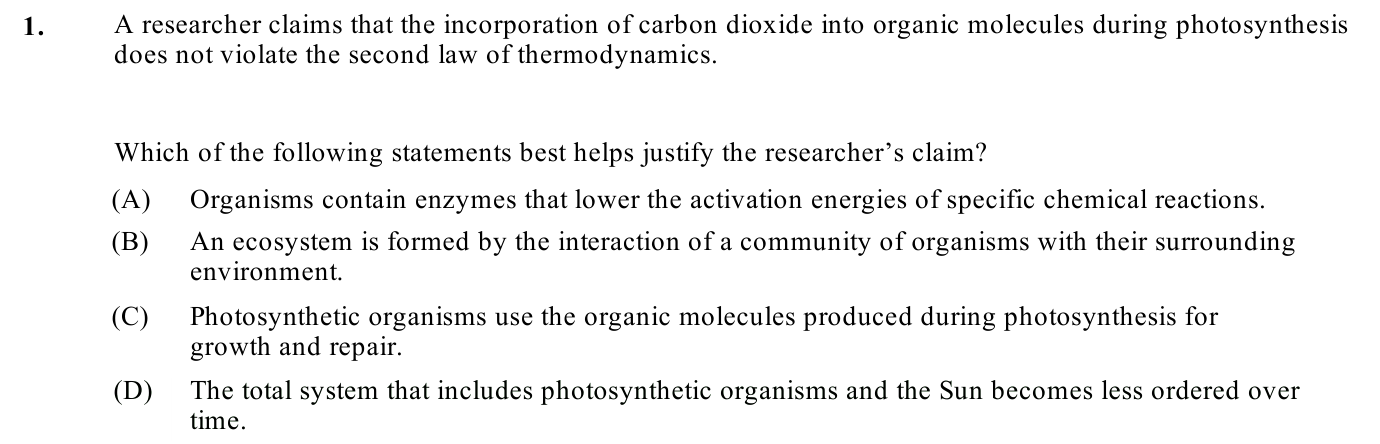 1. A researcher claims that the incorporation of carbon dioxide into organic molecules during photosynthesis
does not violate the second law of thermodynamics.
Which of the following statements best helps justify the researcher’s claim?
(A) Organisms contain enzymes that lower the activation energies of specific chemical reactions.
(B) An ecosystem is formed by the interaction of a community of organisms with their surrounding
environment.
(C) Photosynthetic organisms use the organic molecules produced during photosynthesis for
growth and repair.
(D) The total system that includes photosynthetic organisms and the Sun becomes less ordered over
time.